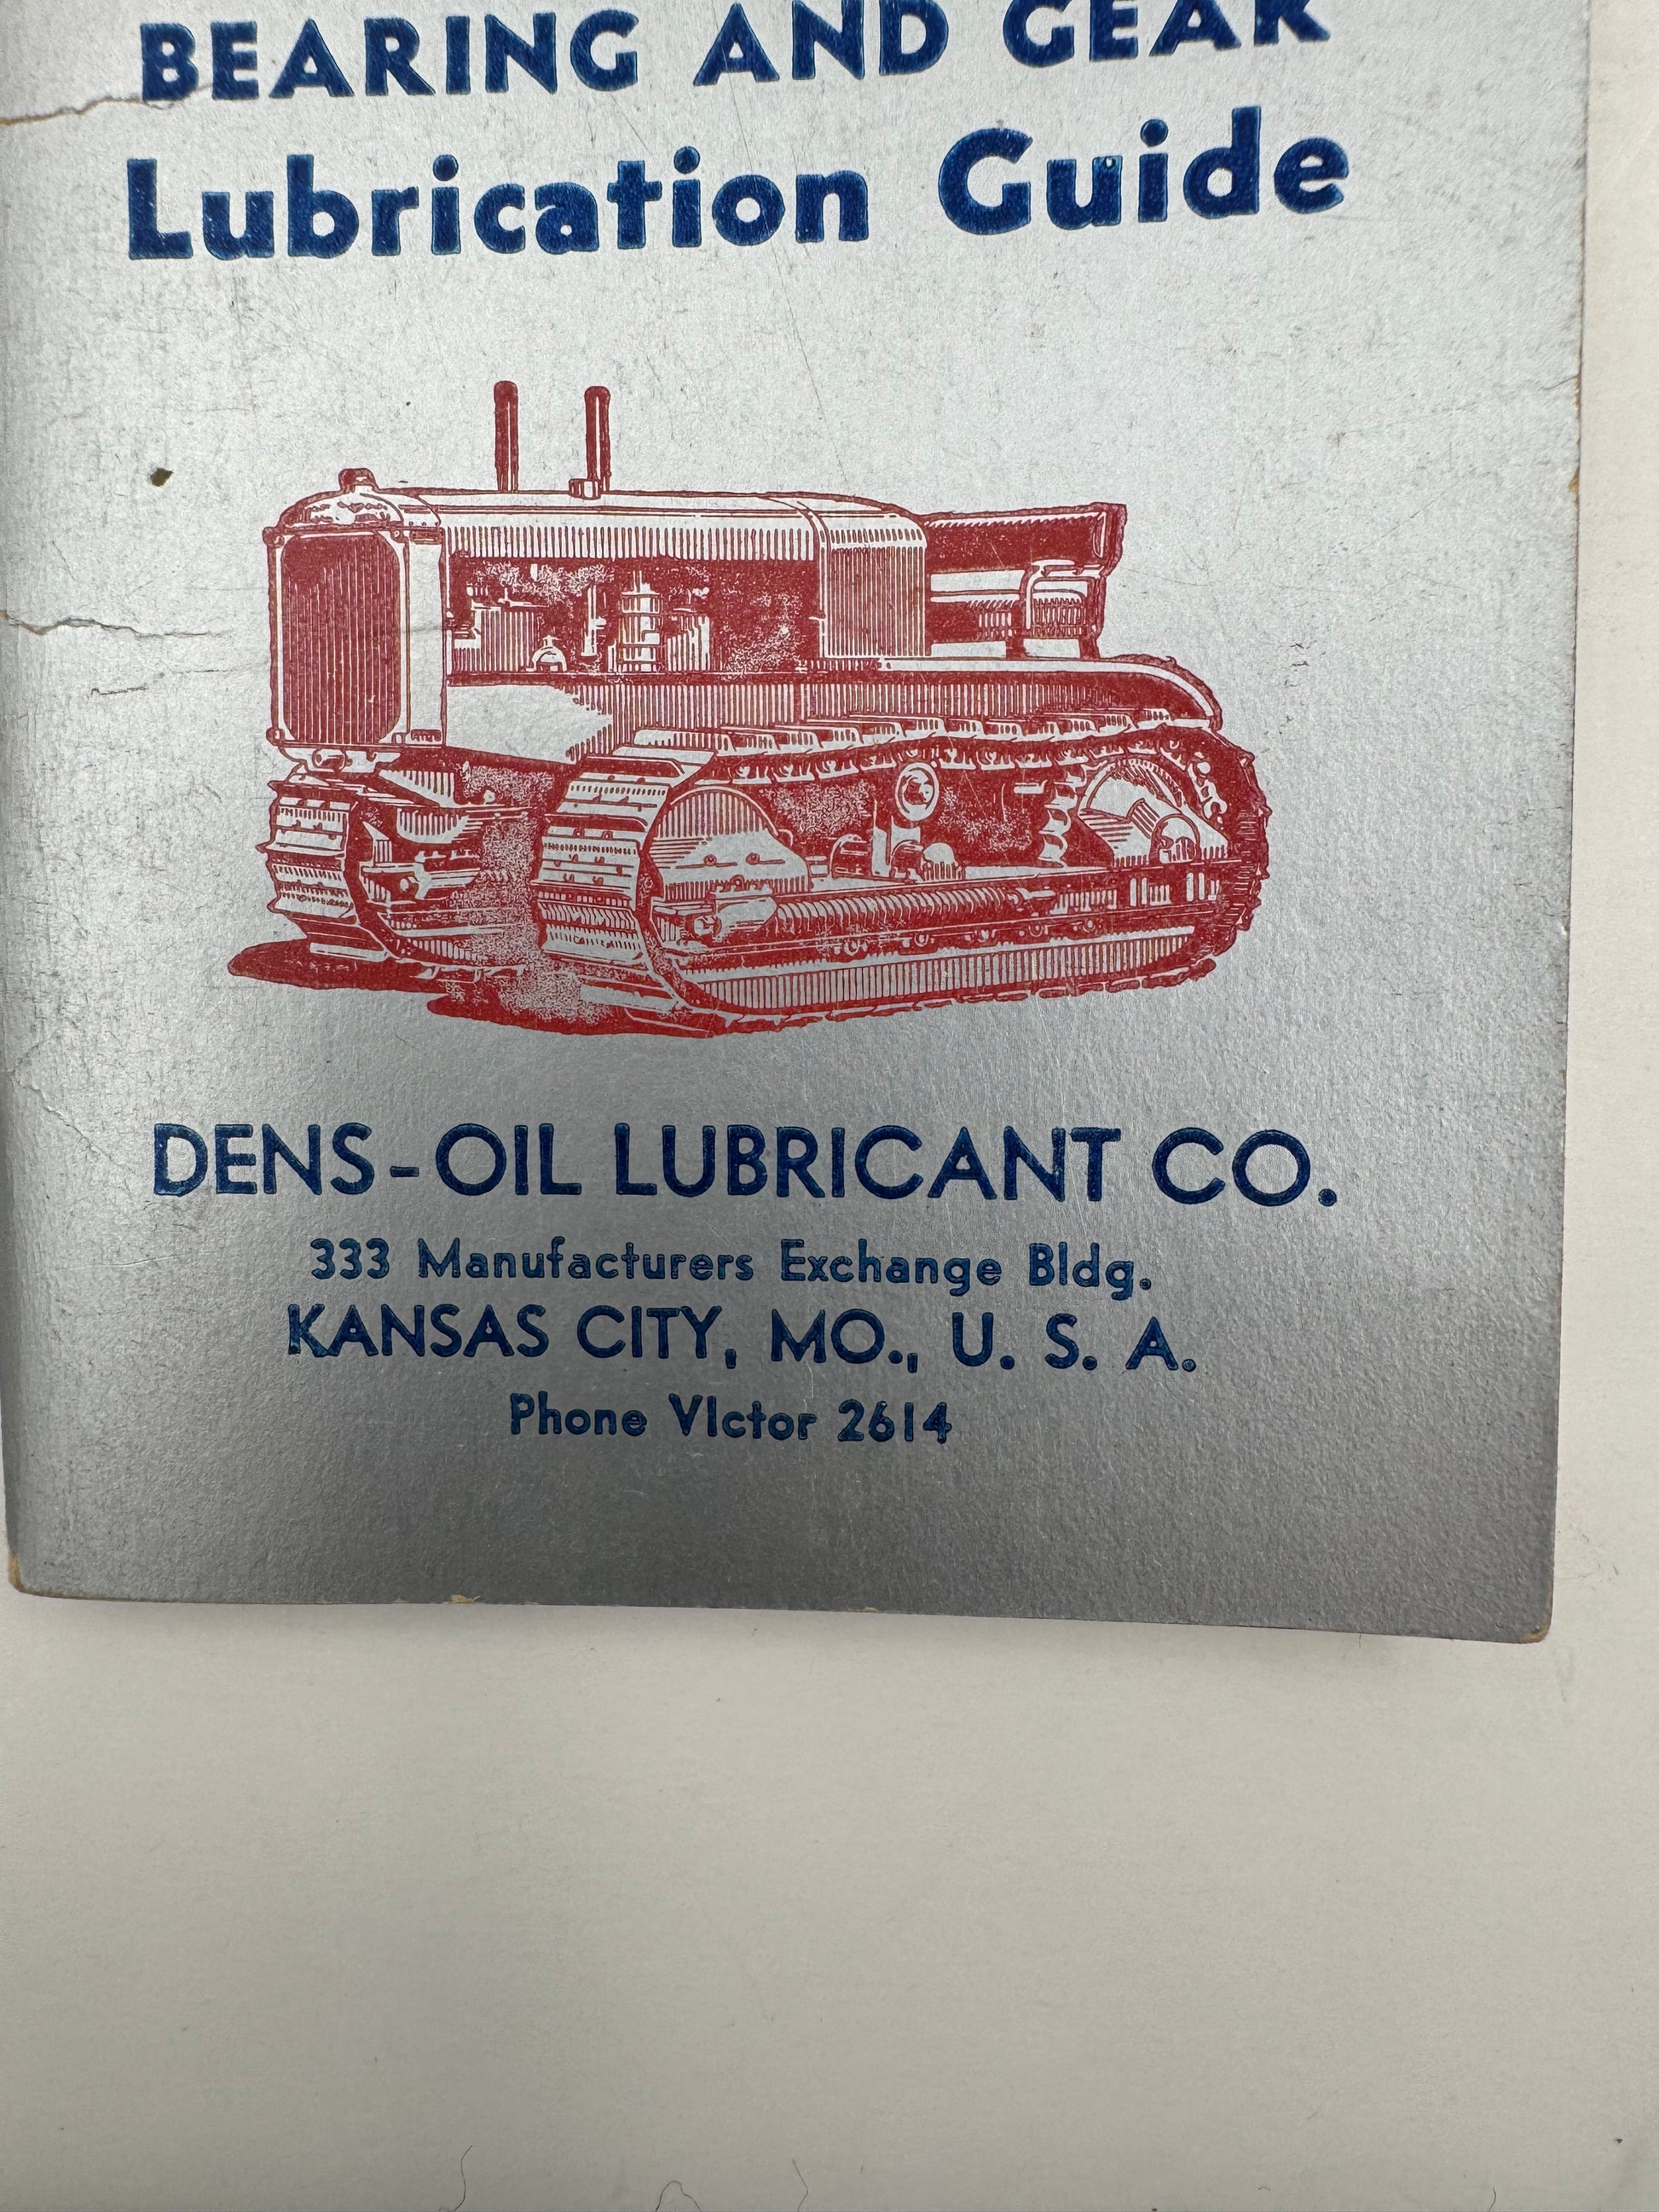 BEARING AND GEAR
Lubrication Guide
DENS-OIL LUBRICANT CO.
333 Manufacturers Exchange Bldg.
KANSAS CITY, MO., U. S. A.
Phone VIctor 2614